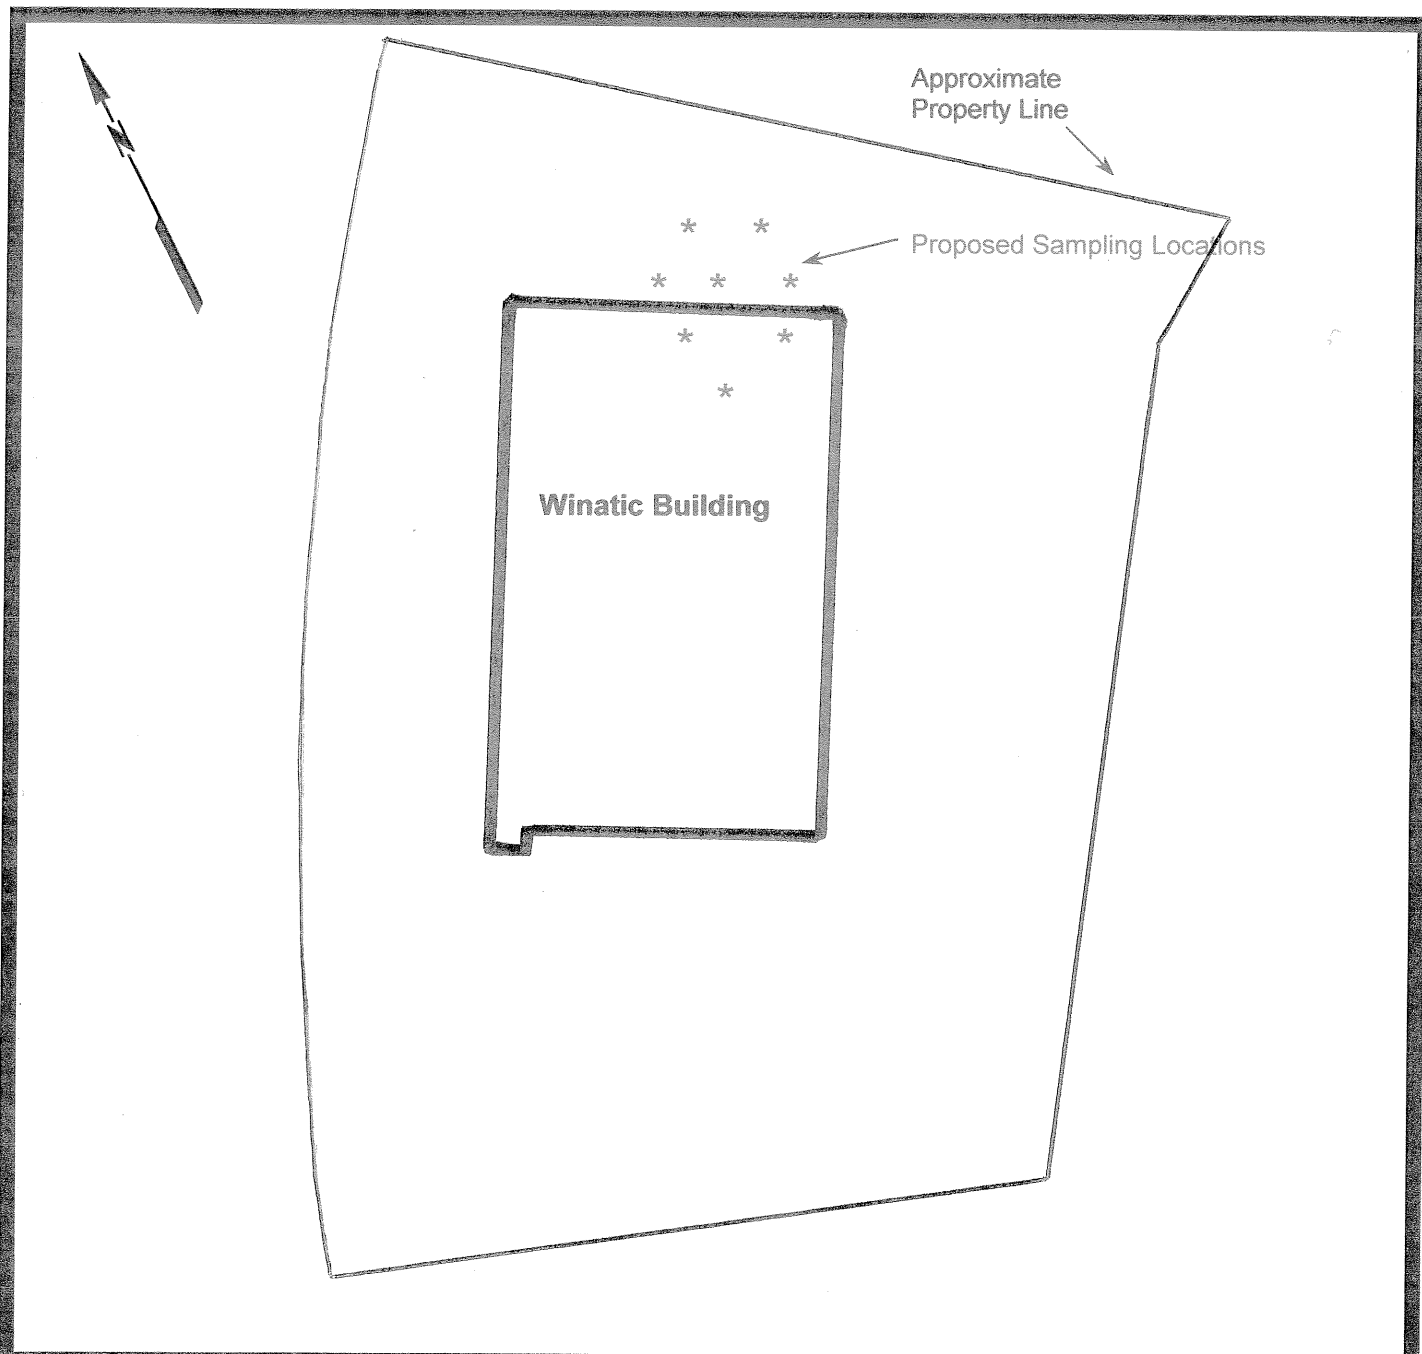 Approximate
Property Line
N
* *
Proposed Sampling Locations
* * *
* *
*
Winatic Building